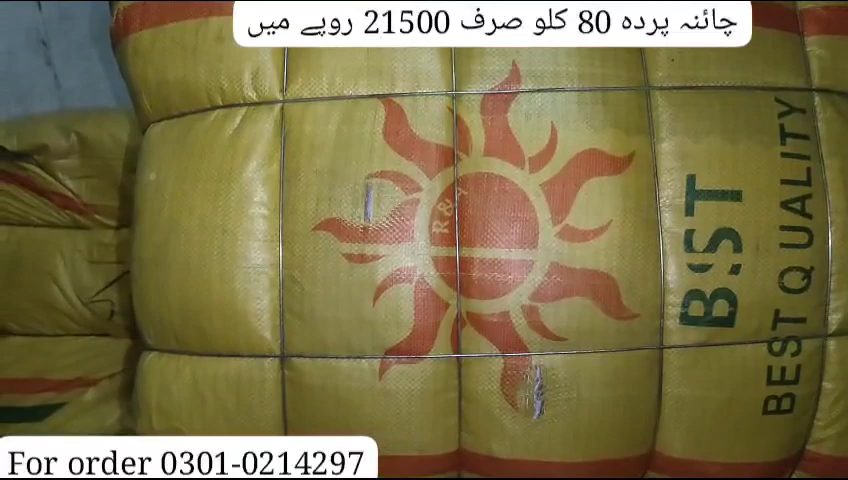 چائنہ پردہ 80 کلو صرف 21500 روپے میں
R&A
B.ST
BEST QUALITY
For order 0301-0214297